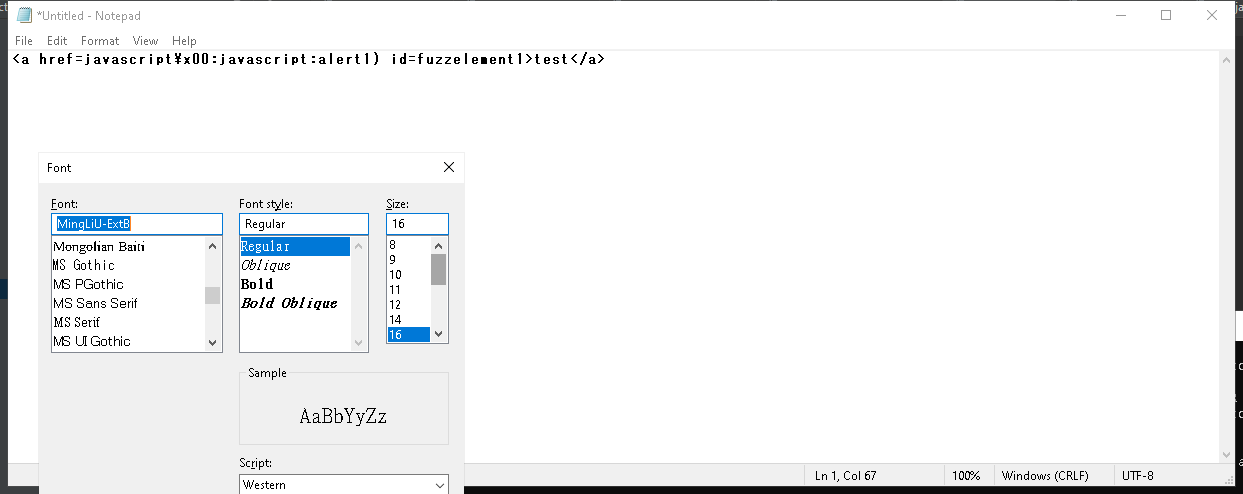 *Untitled - Notepad
File Edit Format View Help
<a href=javascript¥x00:javascript:alert1) id=fuzzelement1>test</a>
Font
Font: Font style: Size:
MingLiU-ExtB Regular 16
Mongolian Baiti Regular 8
MS Gothic Oblique 9
MS PGothic Bold 10
MS Sans Serif Bold Oblique 11
MS Serif 12
MS UI Gothic 14
16
Sample
AaBbYyZz
Script:
Western
Ln 1, Col 67 100% Windows (CRLF) UTF-8